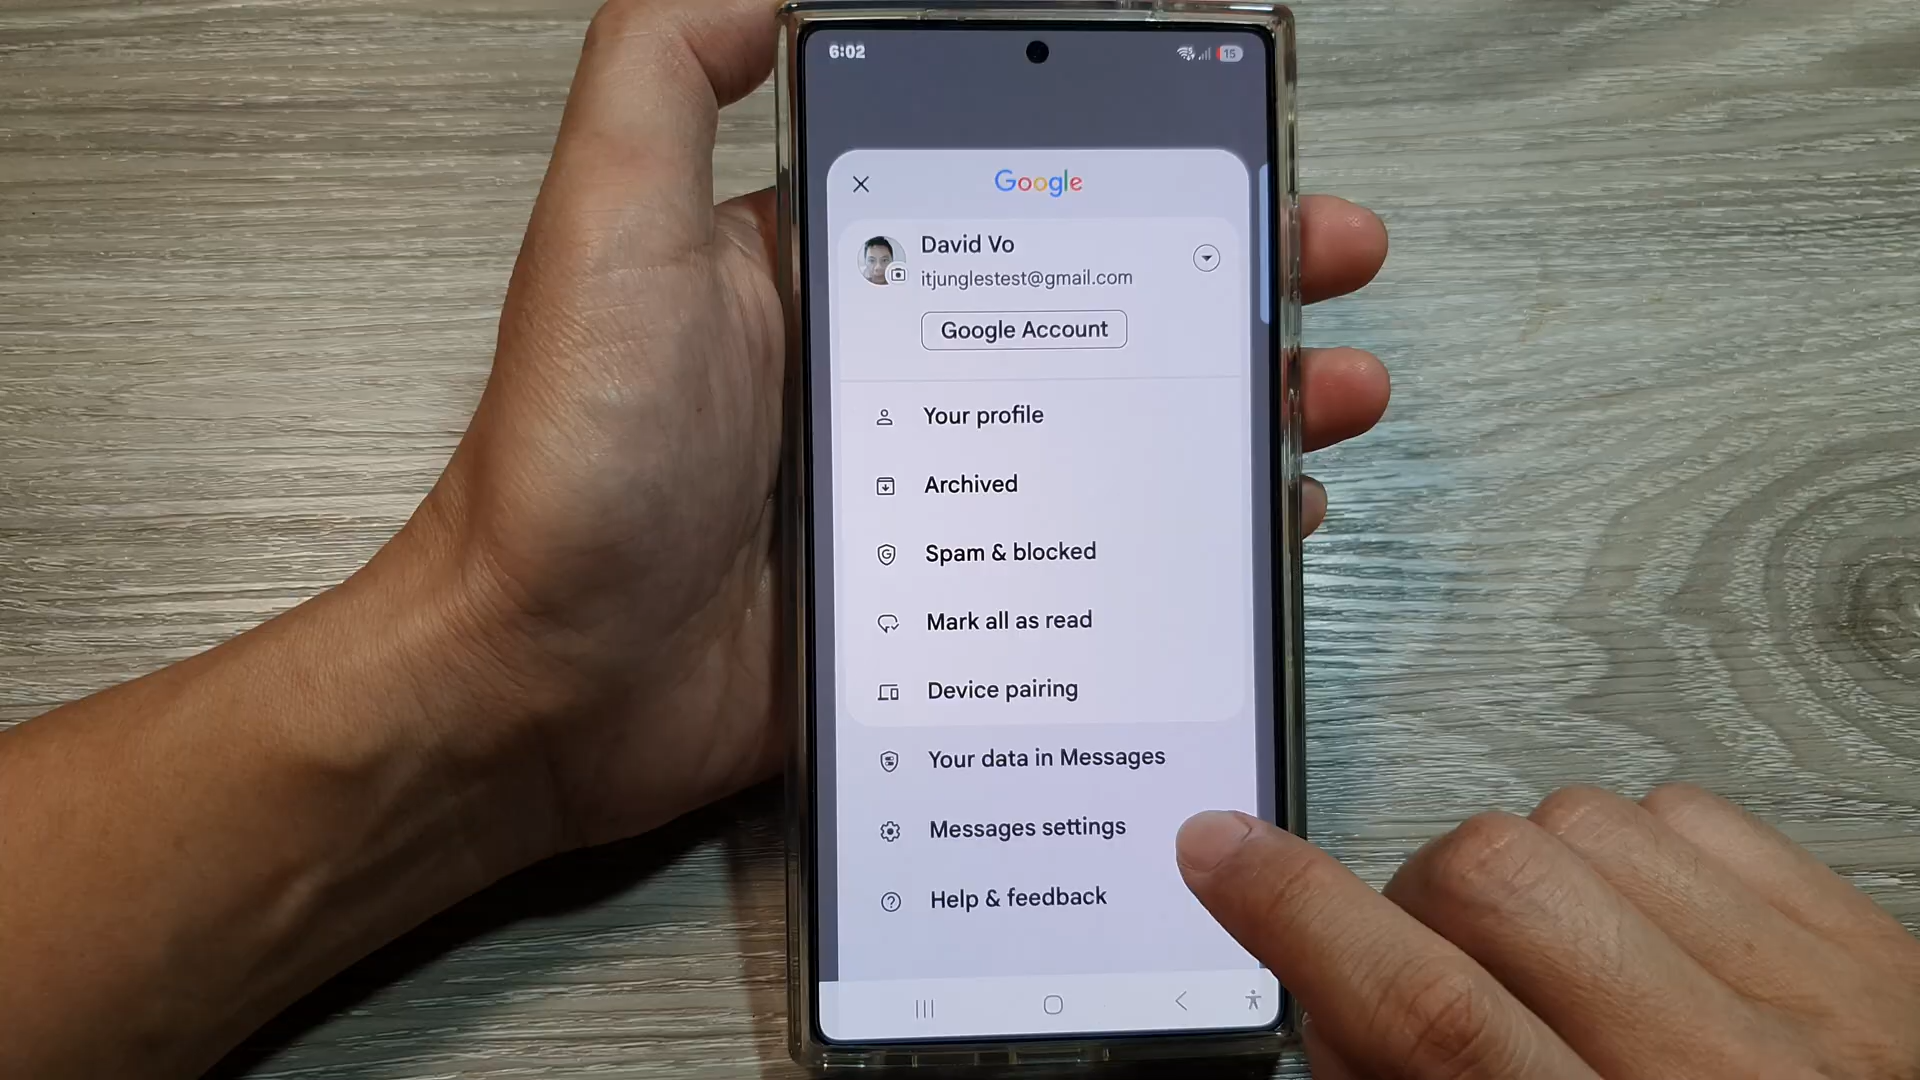 6:02
15
Google
David Vo
itjunglestest@gmail.com
Google Account
Your profile
Archived
Spam & blocked
Mark all as read
Device pairing
Your data in Messages
Messages settings
Help & feedback